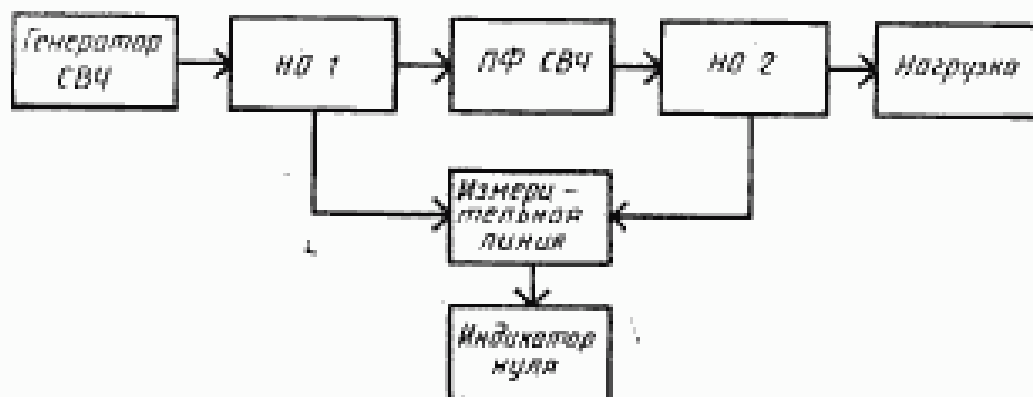 Генератор
СВЧ
НО 1
ПФ СВЧ
НО 2
Нагрузка
Измери-
тельная
линия
Индикатор
нуля